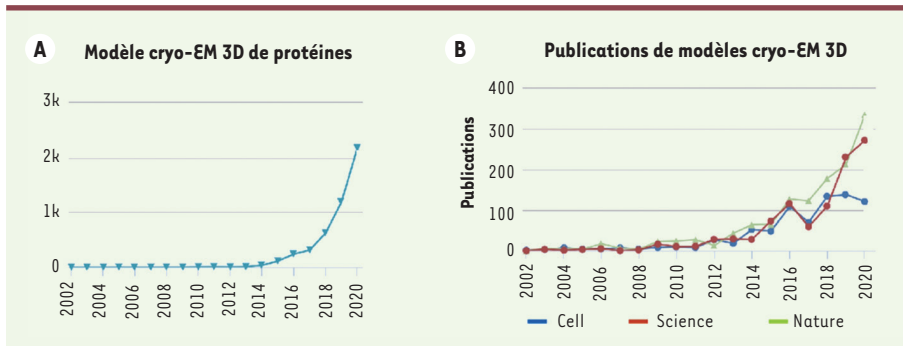 A
Modèle cryo-EM 3D de protéines
3k
2k
1k
0
2002
2004
2006
2008
2010
2012
2014
2016
2018
2020
B
Publications de modèles cryo-EM 3D
Publications
400
300
200
100
0
2002
2004
2006
2008
2010
2012
2014
2016
2018
2020
Cell Science Nature